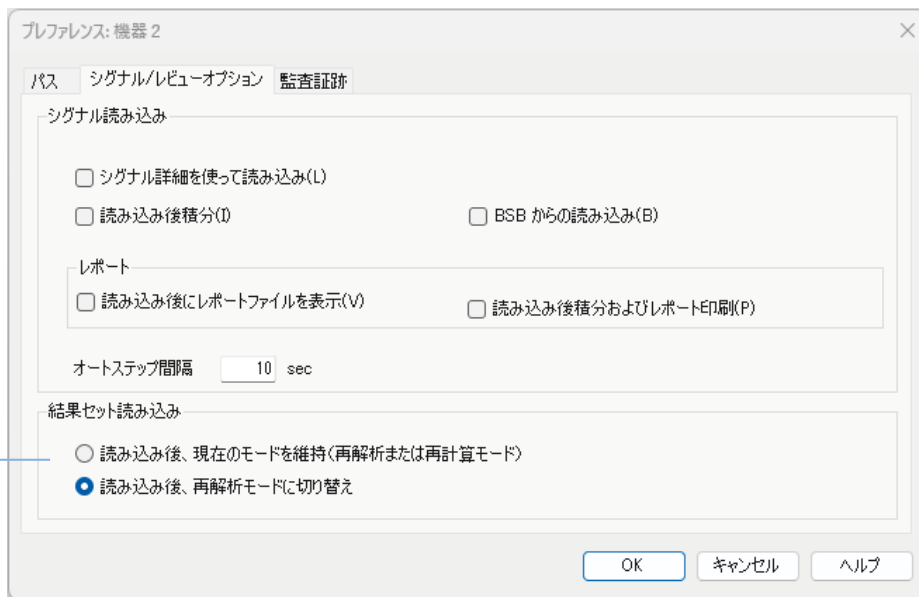 プレファレンス: 機器 2
パス シグナル/レビューオプション 監査証跡
シグナル読み込み
シグナル詳細を使って読み込み(L)
読み込み後積分(I) BSB からの読み込み(B)
レポート
読み込み後にレポートファイルを表示(V) 読み込み後積分およびレポート印刷(P)
オートステップ間隔 10 sec
結果セット読み込み
読み込み後、現在のモードを維持(再解析または再計算モード)
読み込み後、再解析モードに切り替え
OK キャンセル ヘルプ